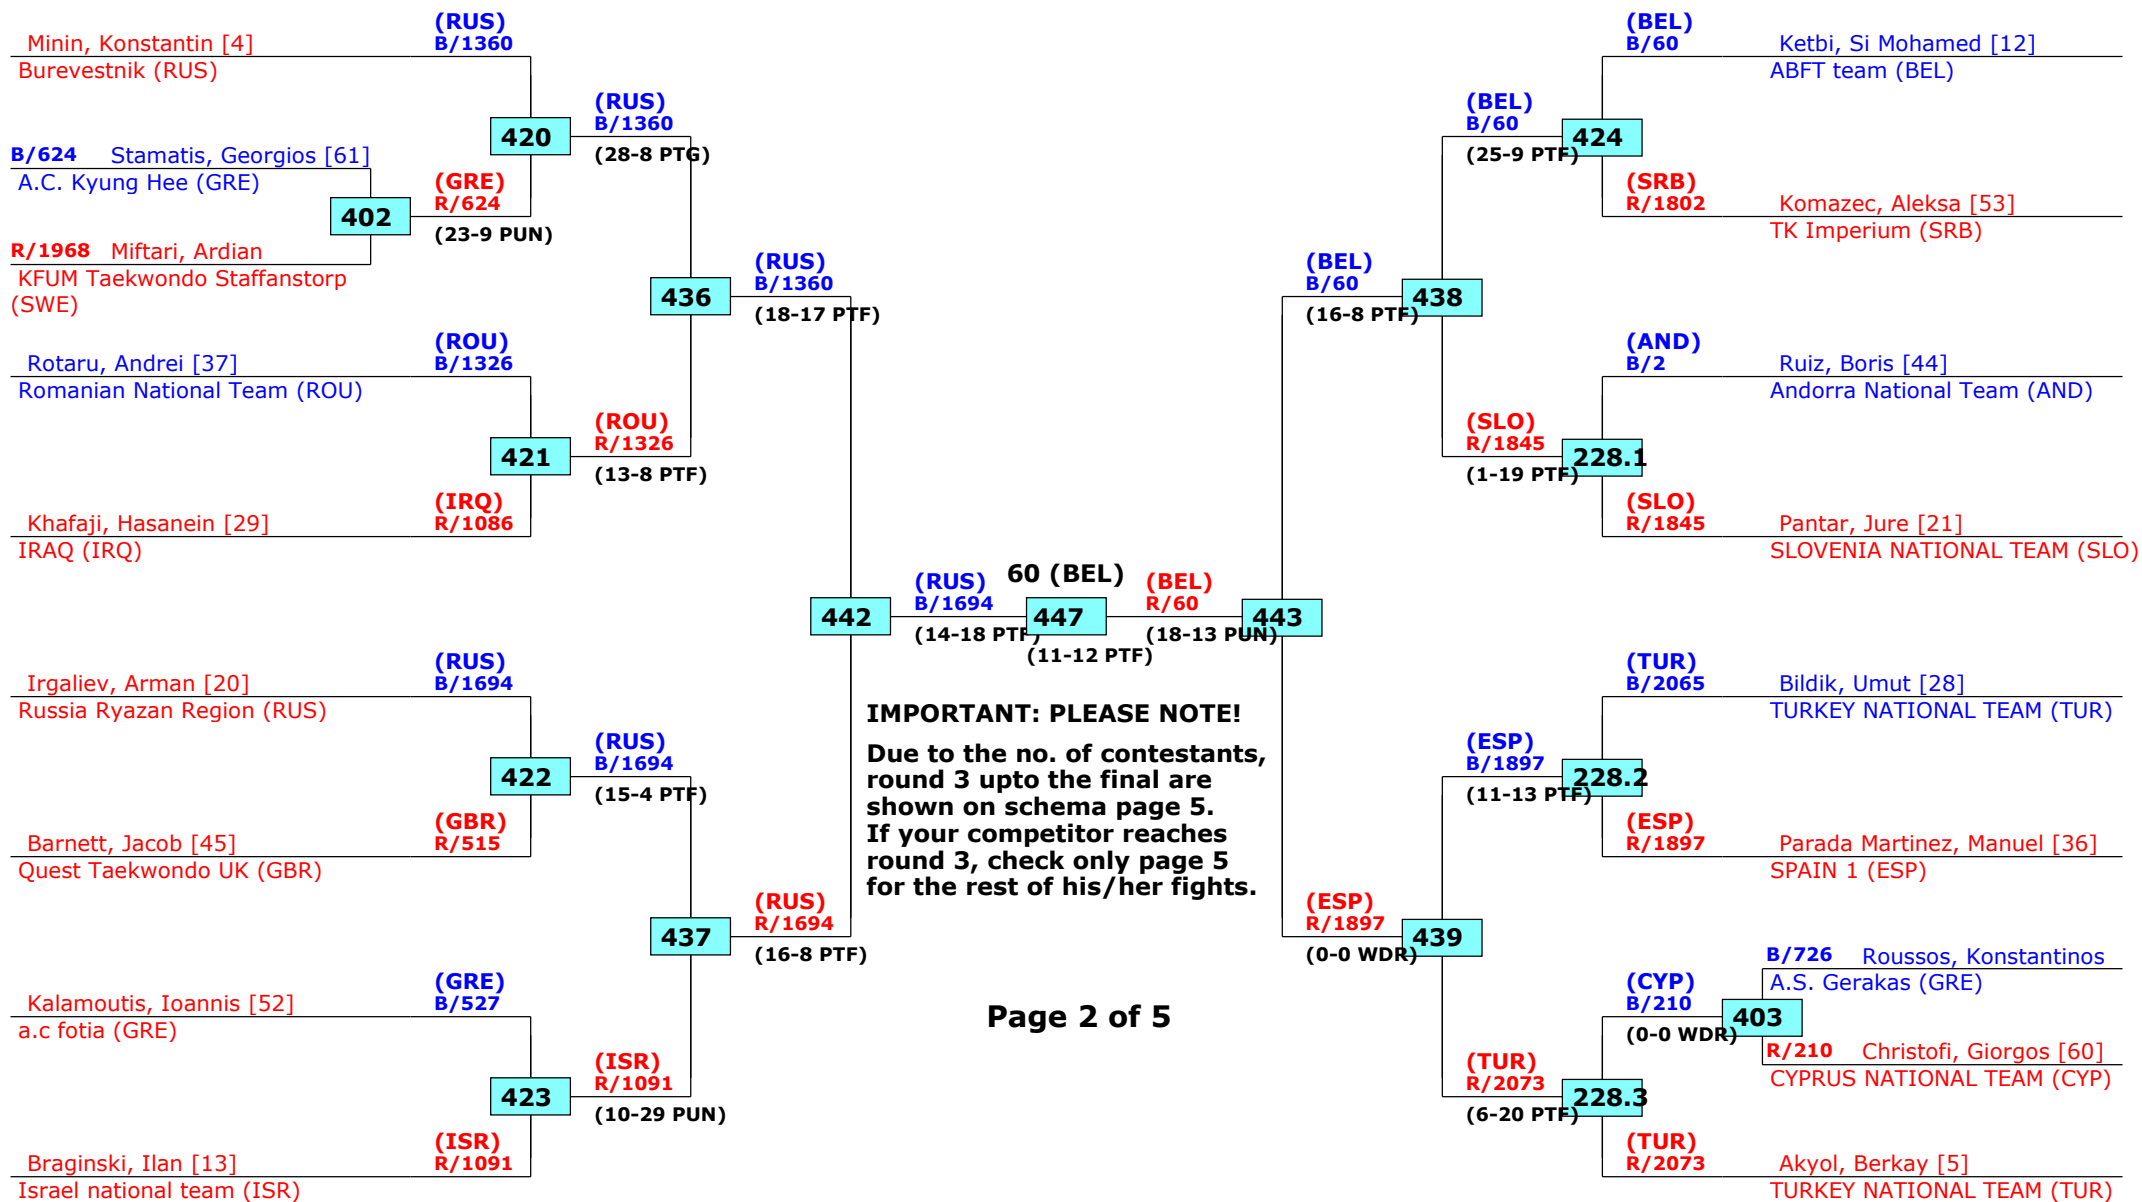 (RUS)
B/1360
Minin, Konstantin [4]
Burevestnik (RUS)
(RUS)
B/1360
420
(28-8 PTG)
B/624 Stamatis, Georgios [61]
A.C. Kyung Hee (GRE)
(GRE)
R/624
402
(23-9 PUN)
R/1968 Miftari, Ardian
KFUM Taekwondo Staffanstorp
(SWE)
(RUS)
B/1360
436
(18-17 PTF)
(ROU)
B/1326
Rotaru, Andrei [37]
Romanian National Team (ROU)
(ROU)
R/1326
421
(13-8 PTF)
(IRQ)
R/1086
Khafaji, Hasanein [29]
IRAQ (IRQ)
442
(RUS)
B/1694
(14-18 PTF)
60 (BEL)
447
(11-12 PTF)
(BEL)
R/60
(18-13 PUN)
443
(RUS)
B/1694
Irgaliev, Arman [20]
Russia Ryazan Region (RUS)
(RUS)
B/1694
422
(15-4 PTF)
(GBR)
R/515
Barnett, Jacob [45]
Quest Taekwondo UK (GBR)
(RUS)
R/1694
437
(16-8 PTF)
(GRE)
B/527
Kalamoutis, Ioannis [52]
a.c fotia (GRE)
(ISR)
R/1091
423
(10-29 PUN)
(ISR)
R/1091
Braginski, Ilan [13]
Israel national team (ISR)
IMPORTANT: PLEASE NOTE!
Due to the no. of contestants,
round 3 upto the final are
shown on schema page 5.
If your competitor reaches
round 3, check only page 5
for the rest of his/her fights.
Page 2 of 5
(BEL)
B/60
Ketbi, Si Mohamed [12]
ABFT team (BEL)
(BEL)
B/60
424
(25-9 PTF)
(SRB)
R/1802
Komazec, Aleksa [53]
TK Imperium (SRB)
(BEL)
B/60
438
(16-8 PTF)
(AND)
B/2
Ruiz, Boris [44]
Andorra National Team (AND)
(SLO)
R/1845
228.1
(1-19 PTF)
(SLO)
R/1845
Pantar, Jure [21]
SLOVENIA NATIONAL TEAM (SLO)
(TUR)
B/2065
Bildik, Umut [28]
TURKEY NATIONAL TEAM (TUR)
(ESP)
B/1897
228.2
(11-13 PTF)
(ESP)
R/1897
Parada Martinez, Manuel [36]
SPAIN 1 (ESP)
(ESP)
R/1897
439
(0-0 WDR)
B/726 Roussos, Konstantinos
A.S. Gerakas (GRE)
(CYP)
B/210
403
(0-0 WDR)
R/210 Christofi, Giorgos [60]
CYPRUS NATIONAL TEAM (CYP)
(TUR)
R/2073
228.3
(6-20 PTF)
(TUR)
R/2073
Akyol, Berkay [5]
TURKEY NATIONAL TEAM (TUR)